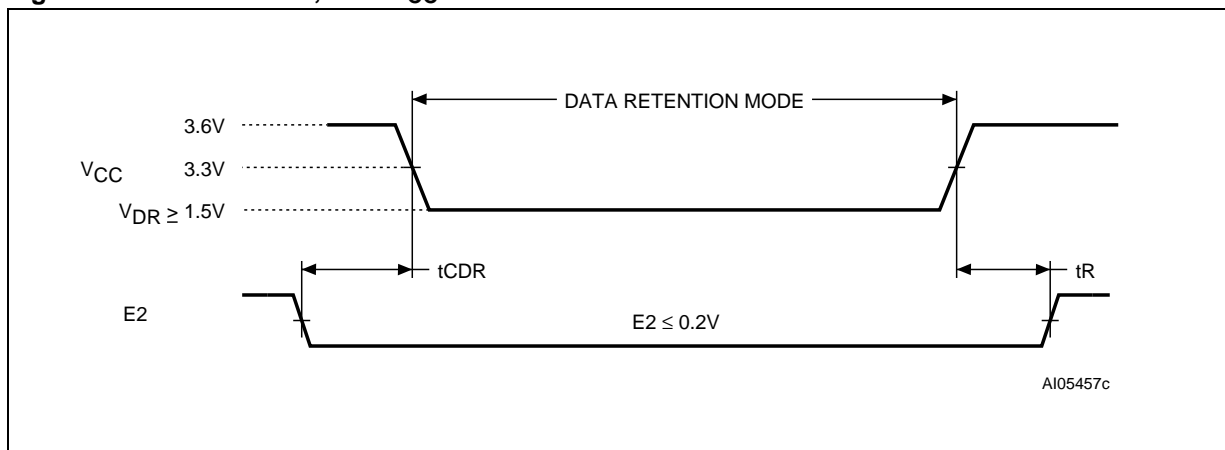 DATA RETENTION MODE
3.6V
VCC 3.3V
VDR ≥ 1.5V
tCDR tR
E2 E2 ≤ 0.2V
AI05457c